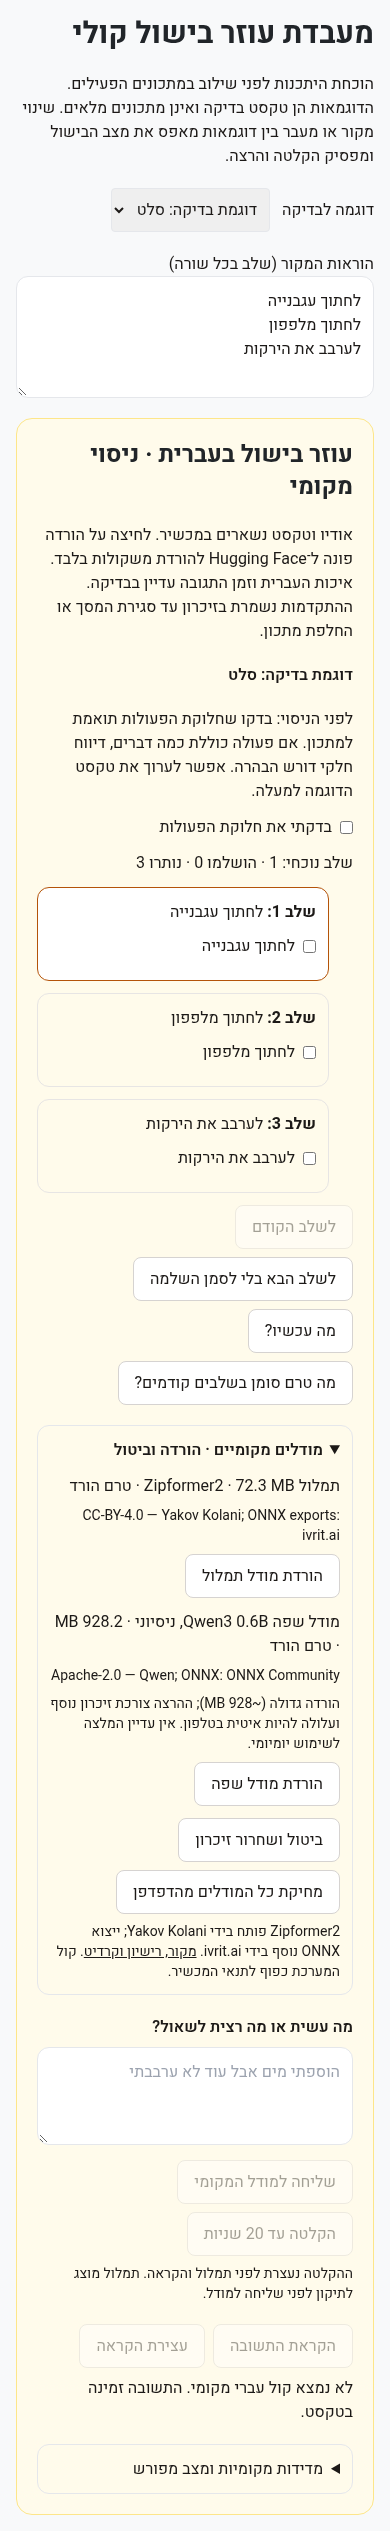 מעבדת עוזר בישול קולי
הוכחת היתכנות לפני שילוב במתכונים הפעילים.
הדוגמאות הן טקסט בדיקה ואינן מתכונים מלאים. שינוי
מקור או מעבר בין דוגמאות מאפס את מצב הבישול
ומפסיק הקלטה והרצה.
דוגמה לבדיקה דוגמת בדיקה: סלט
הוראות המקור (שלב בכל שורה)
לחתוך עגבנייה
לחתוך מלפפון
לערבב את הירקות
עוזר בישול בעברית · ניסוי
מקומי
אודיו וטקסט נשארים במכשיר. לחיצה על הורדה
פונה ל־Hugging Face להורדת משקולות בלבד.
איכות העברית וזמן התגובה עדיין בבדיקה.
ההתקדמות נשמרת בזיכרון עד סגירת המסך או
החלפת מתכון.
דוגמת בדיקה: סלט
לפני הניסוי: בדקו שחלוקת הפעולות תואמת
למתכון. אם פעולה כוללת כמה דברים, דיווח
חלקי דורש הבהרה. אפשר לערוך את טקסט
הדוגמה למעלה.
בדקתי את חלוקת הפעולות
שלב נוכחי: 1 · הושלמו 0 · נותרו 3
שלב 1: לחתוך עגבנייה
לחתוך עגבנייה
שלב 2: לחתוך מלפפון
לחתוך מלפפון
שלב 3: לערבב את הירקות
לערבב את הירקות
לשלב הקודם
לשלב הבא בלי לסמן השלמה
מה עכשיו?
מה טרם סומן בשלבים קודמים?
מודלים מקומיים · הורדה וביטול
תמלול Zipformer2 · 72.3 MB · טרם הורד
CC-BY-4.0 — Yakov Kolani; ONNX exports:
ivrit.ai
הורדת מודל תמלול
מודל שפה Qwen3 0.6B, ניסיוני · 928.2 MB
· טרם הורד
Apache-2.0 — Qwen; ONNX: ONNX Community
הורדה גדולה (~928 MB); ההרצה צורכת זיכרון נוסף
ועלולה להיות איטית בטלפון. אין עדיין המלצה
לשימוש יומיומי.
הורדת מודל שפה
ביטול ושחרור זיכרון
מחיקת כל המודלים מהדפדפן
Zipformer2 פותח בידי Yakov Kolani; ייצוא
ONNX נוסף בידי ivrit.ai. מקור, רישיון וקרדיט. קול
המערכת כפוף לתנאי המכשיר.
מה עשית או מה רצית לשאול?
הוספתי מים אבל עוד לא ערבבתי
שליחה למודל המקומי
הקלטה עד 20 שניות
ההקלטה נעצרת לפני תמלול והקראה. תמלול מוצג
לתיקון לפני שליחה למודל.
הקראת התשובה עצירת הקראה
לא נמצא קול עברי מקומי. התשובה זמינה
בטקסט.
מדידות מקומיות ומצב מפורש